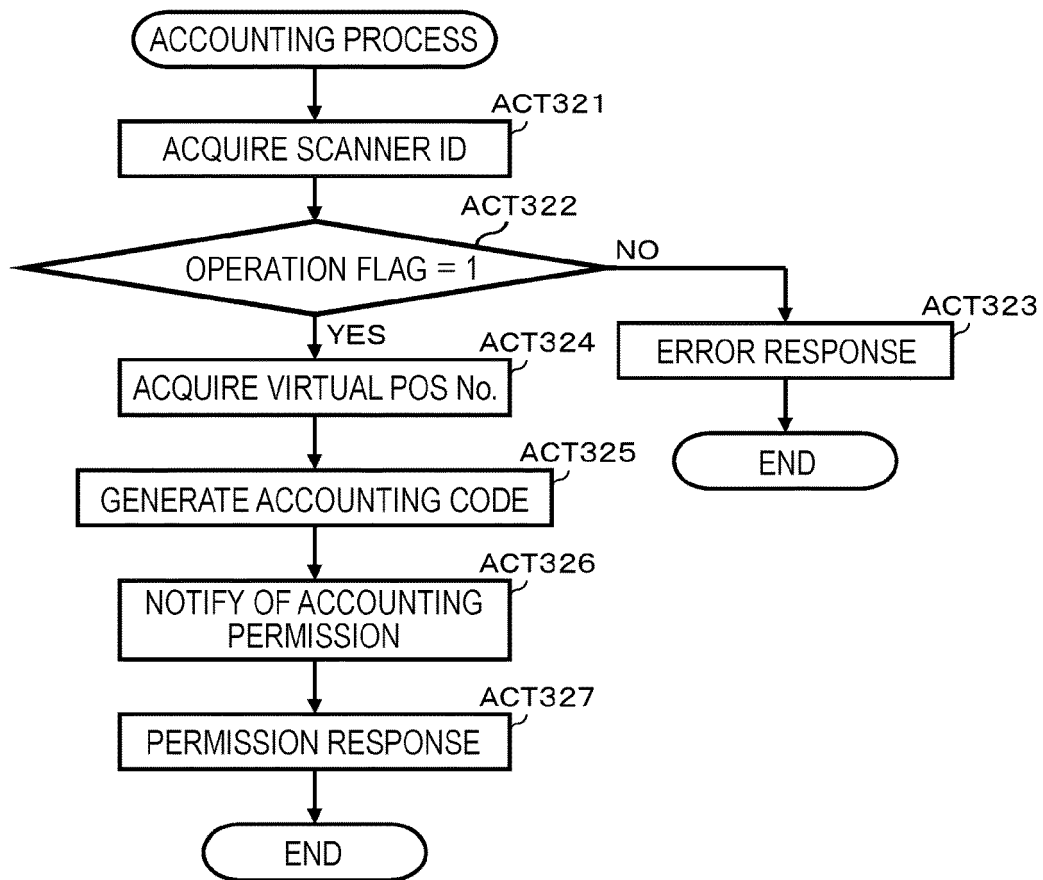 ACCOUNTING PROCESS
ACT321
ACQUIRE SCANNER ID
ACT322
OPERATION FLAG = 1
NO
YES
ACT323
ERROR RESPONSE
END
ACT324
ACQUIRE VIRTUAL POS No.
ACT325
GENERATE ACCOUNTING CODE
ACT326
NOTIFY OF ACCOUNTING
PERMISSION
ACT327
PERMISSION RESPONSE
END